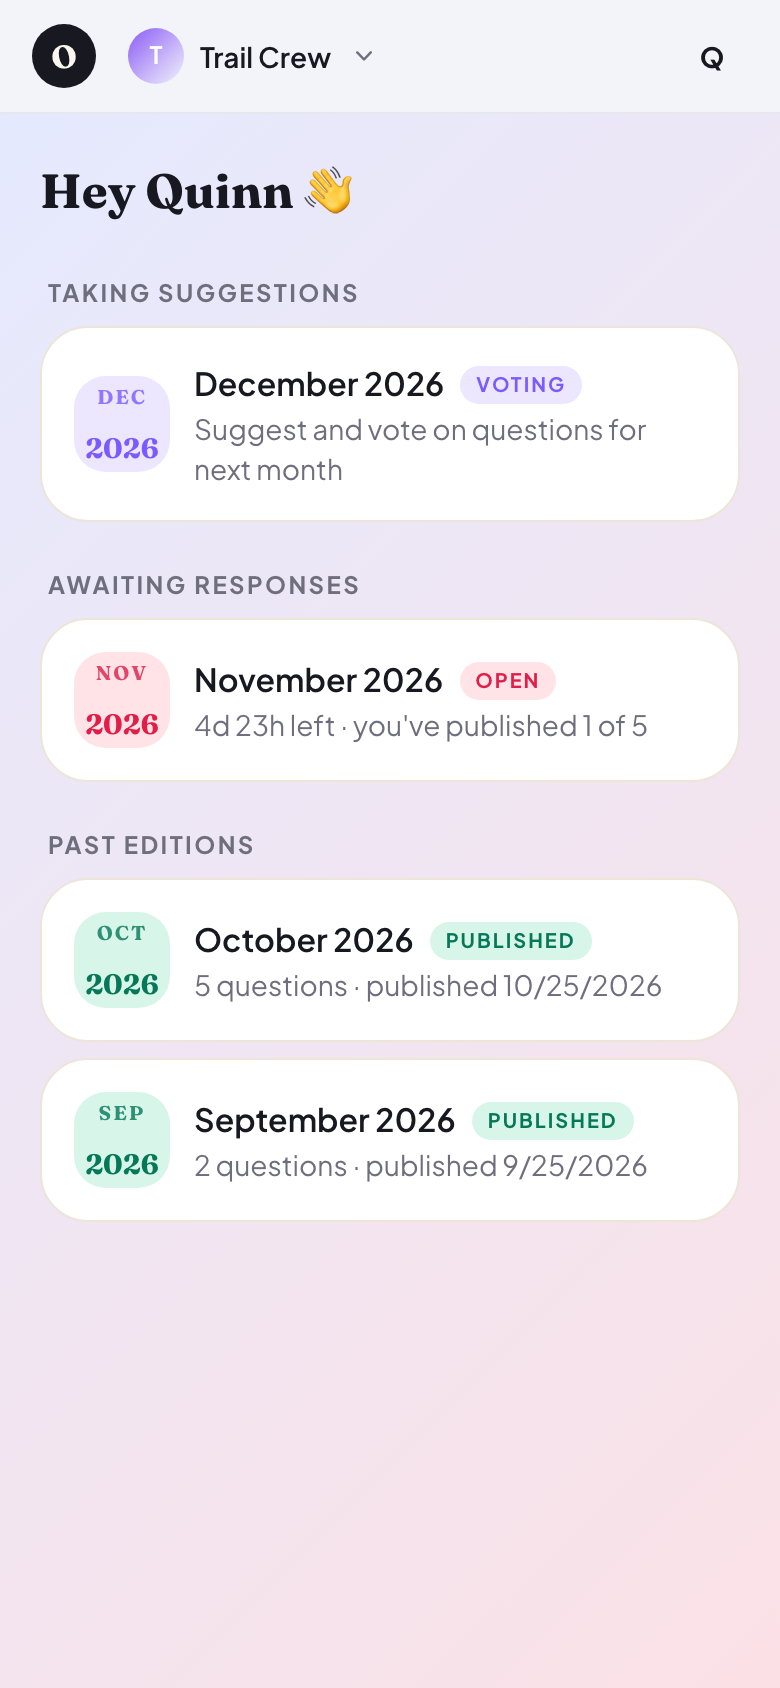 O
T
Trail Crew
Q
Hey Quinn 👋
TAKING SUGGESTIONS
DEC
2026
December 2026 VOTING
Suggest and vote on questions for
next month
AWAITING RESPONSES
NOV
2026
November 2026 OPEN
4d 23h left · you've published 1 of 5
PAST EDITIONS
OCT
2026
October 2026 PUBLISHED
5 questions · published 10/25/2026
SEP
2026
September 2026 PUBLISHED
2 questions · published 9/25/2026